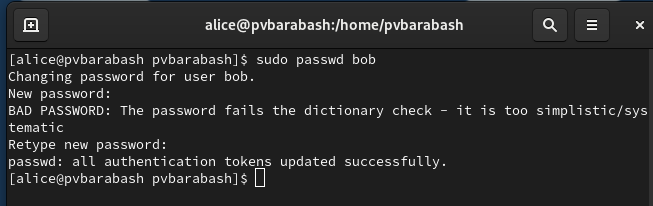 alice@pvbarabash:/home/pvbarabash
[alice@pvbarabash pvbarabash]$ sudo passwd bob
Changing password for user bob.
New password:
BAD PASSWORD: The password fails the dictionary check - it is too simplistic/sys
tematic
Retype new password:
passwd: all authentication tokens updated successfully.
[alice@pvbarabash pvbarabash]$